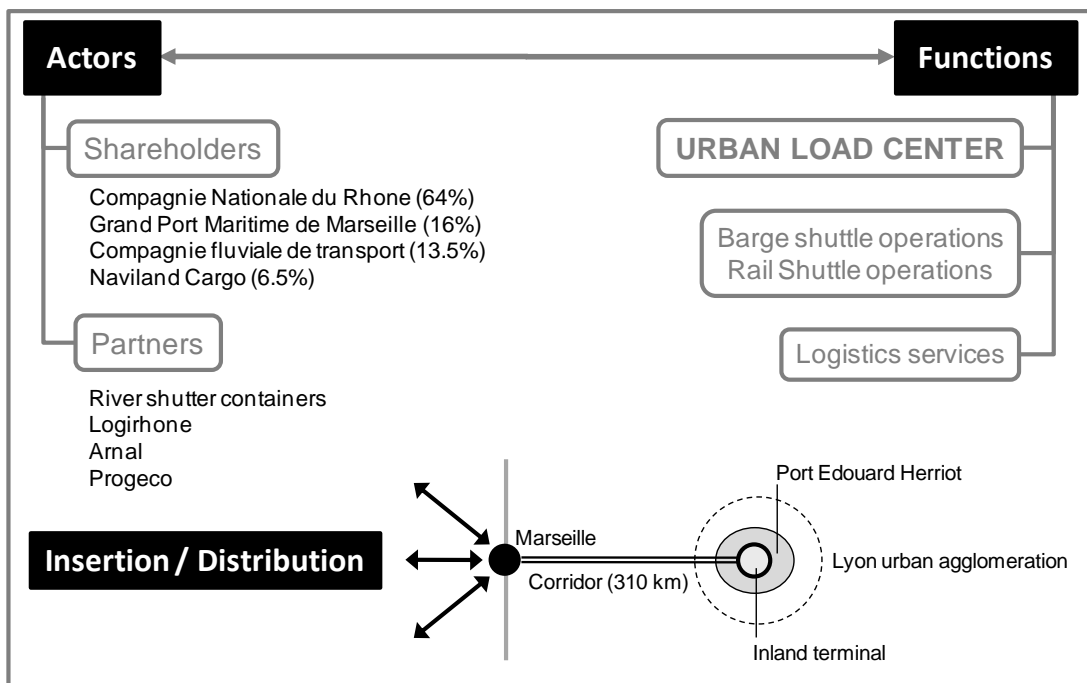 Actors
Functions
Shareholders
Compagnie Nationale du Rhone (64%)
Grand Port Maritime de Marseille (16%)
Compagnie fluviale de transport (13.5%)
Naviland Cargo (6.5%)
Partners
River shutter containers
Logirhone
Arnal
Progeco
URBAN LOAD CENTER
Barge shuttle operations
Rail Shuttle operations
Logistics services
Insertion / Distribution
Marseille
Corridor (310 km)
Port Edouard Herriot
Lyon urban agglomeration
Inland terminal